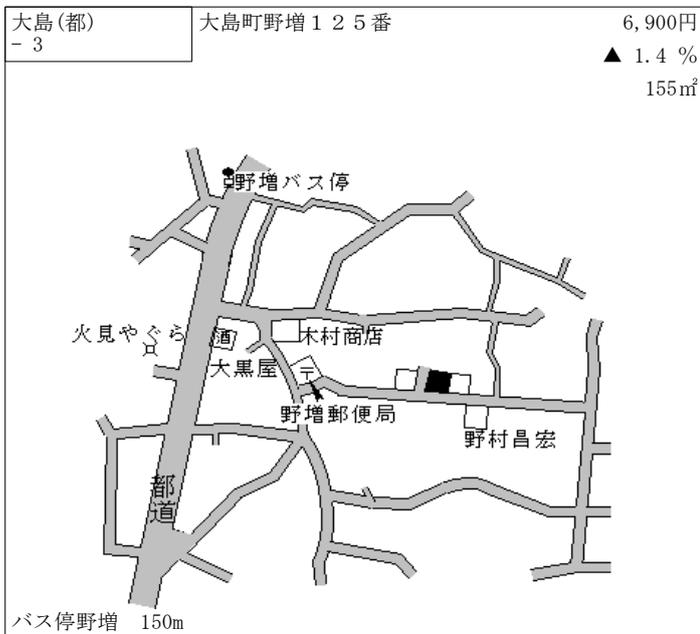 大島(都)
- 3
大島町野増125番
6,900円
▲ 1.4 %
155㎡
野増バス停
火見やぐら
酒
木村商店
大黒屋
〒
野増郵便局
野村昌宏
都道
バス停野増 150m